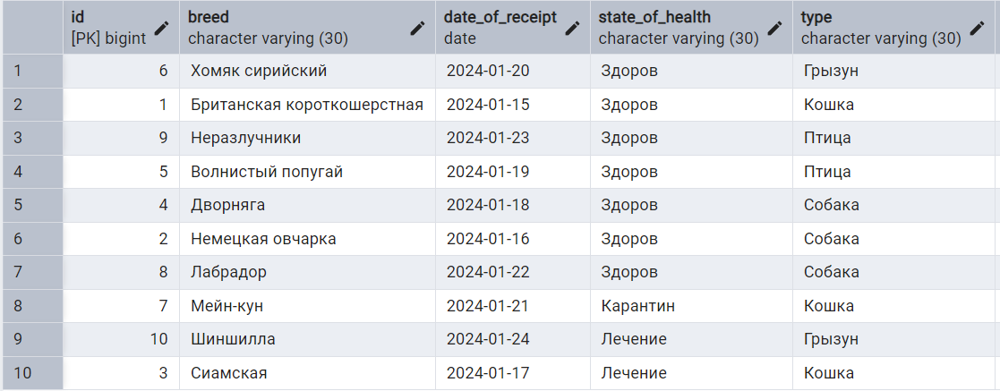 id breed date_of_receipt state_of_health type
[PK] bigint character varying (30) date character varying (30) character varying (30)
1 6 Хомяк сирийский 2024-01-20 Здоров Грызун
2 1 Британская короткошерстная 2024-01-15 Здоров Кошка
3 9 Неразлучники 2024-01-23 Здоров Птица
4 5 Волнистый попугай 2024-01-19 Здоров Птица
5 4 Дворняга 2024-01-18 Здоров Собака
6 2 Немецкая овчарка 2024-01-16 Здоров Собака
7 8 Лабрадор 2024-01-22 Здоров Собака
8 7 Мейн-кун 2024-01-21 Карантин Кошка
9 10 Шиншилла 2024-01-24 Лечение Грызун
10 3 Сиамская 2024-01-17 Лечение Кошка